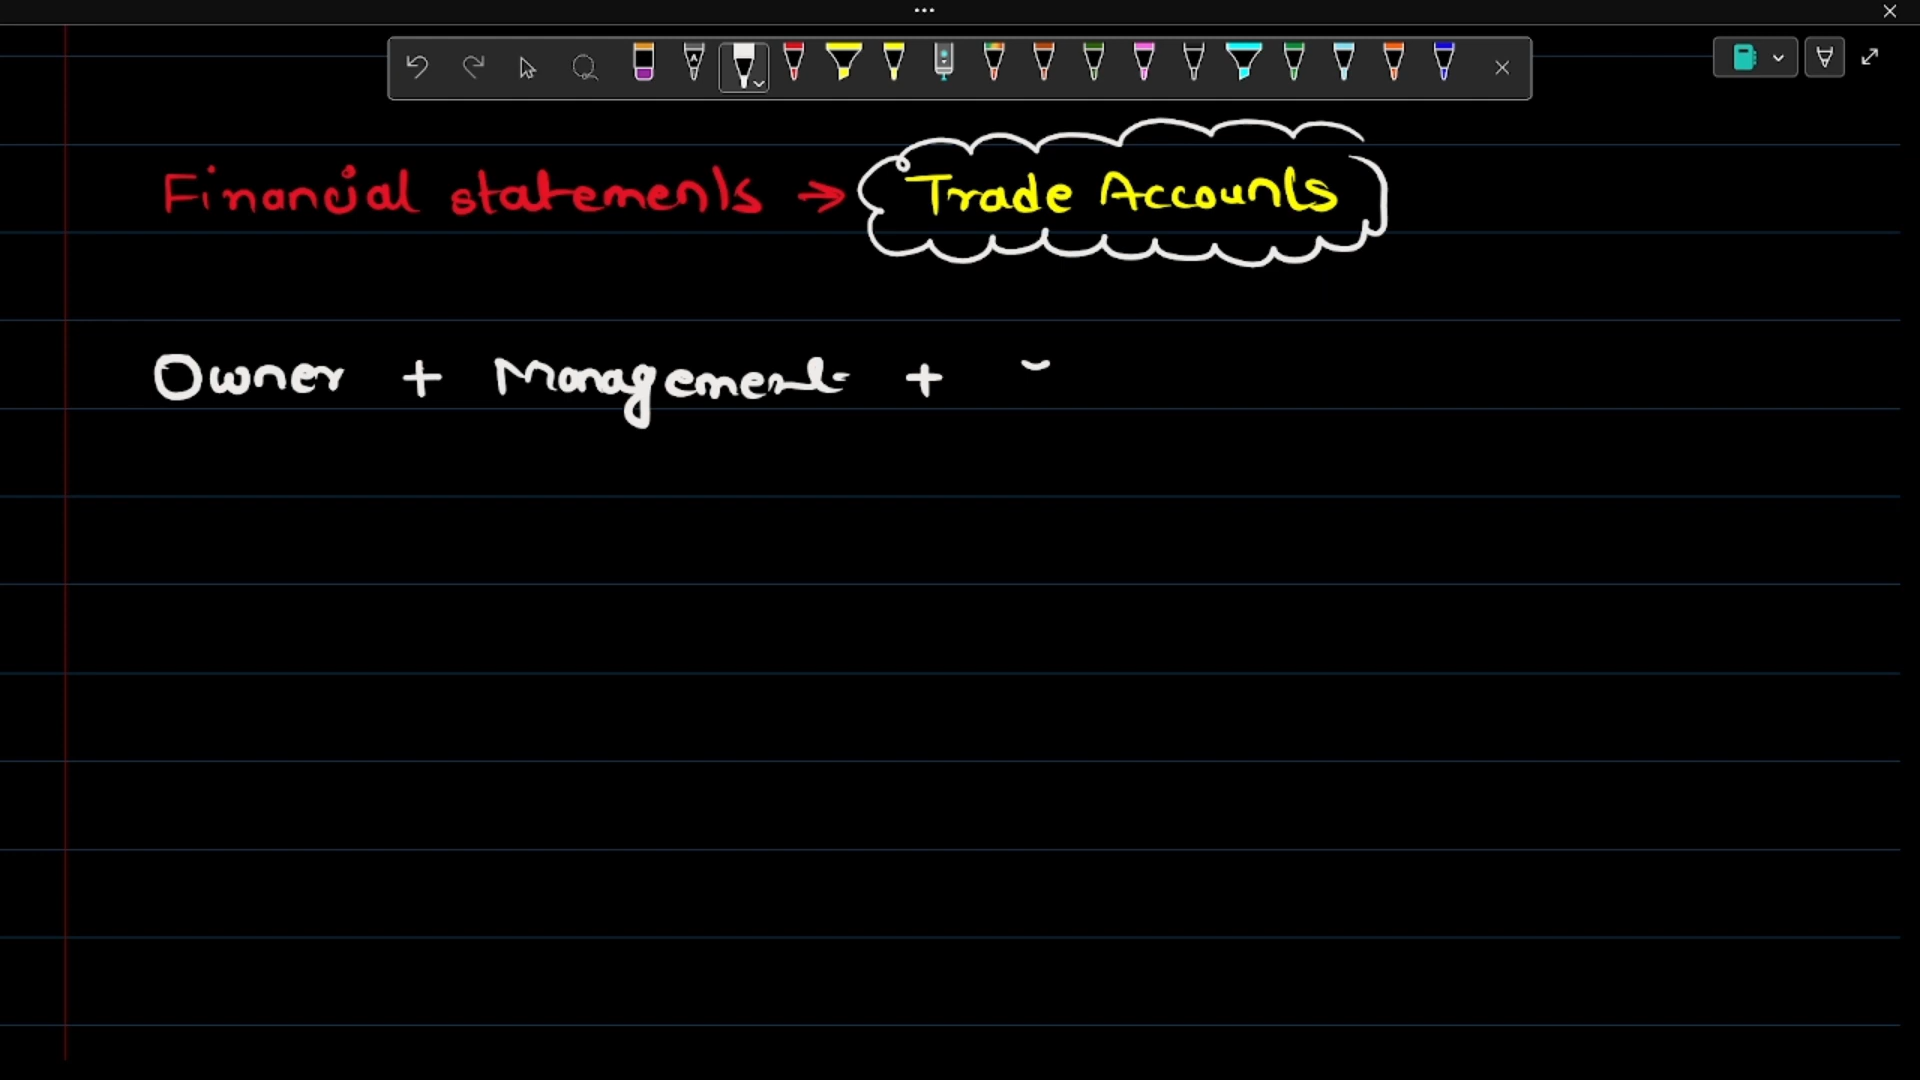 Financial statements → Trade Accounts
Owner + Management +